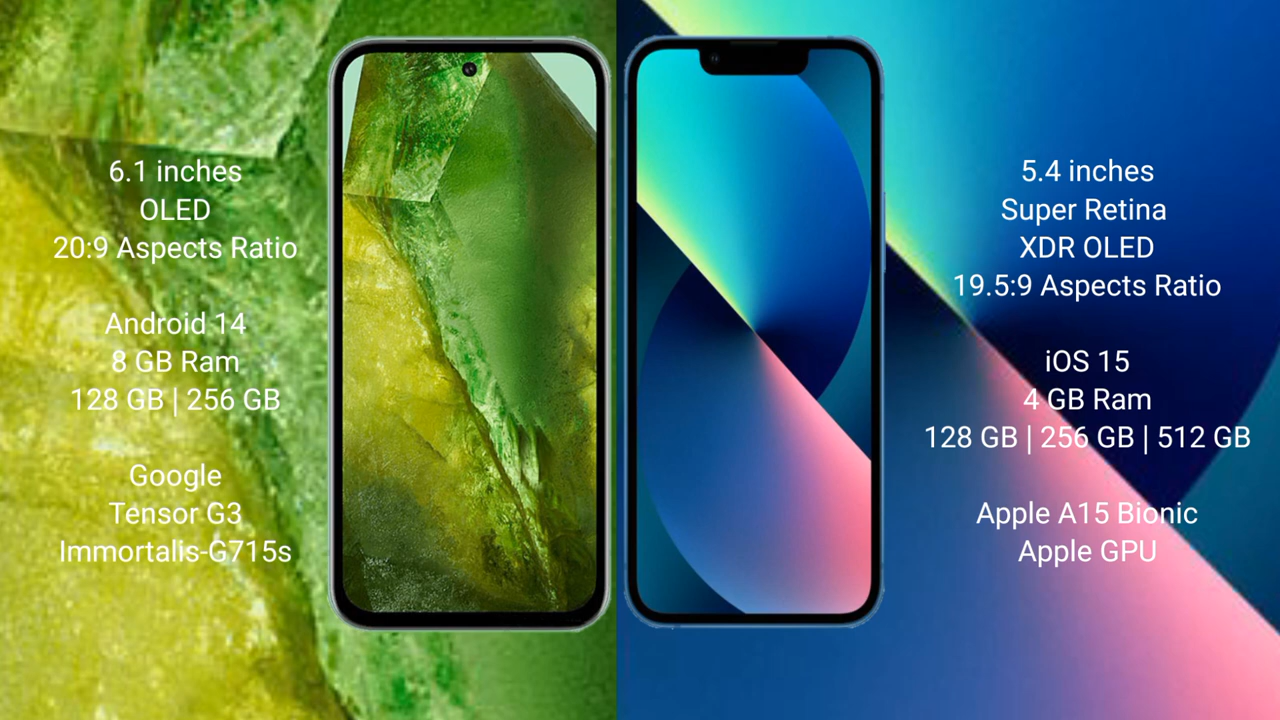 6.1 inches
OLED
20:9 Aspects Ratio
Android 14
8 GB Ram
128 GB | 256 GB
Google
Tensor G3
Immortalis-G715s
5.4 inches
Super Retina
XDR OLED
19.5:9 Aspects Ratio
iOS 15
4 GB Ram
128 GB | 256 GB | 512 GB
Apple A15 Bionic
Apple GPU